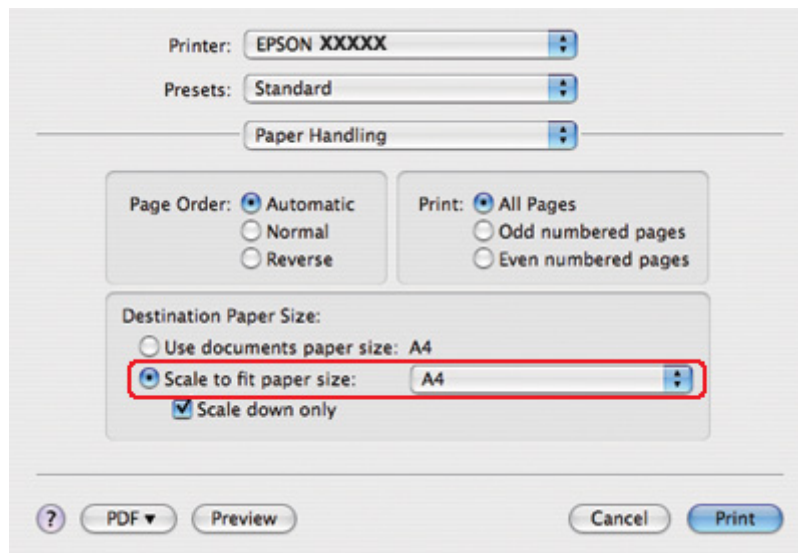 Printer: EPSON XXXXX
Presets: Standard
Paper Handling
Page Order: Automatic
Normal
Reverse
Print: All Pages
Odd numbered pages
Even numbered pages
Destination Paper Size:
Use documents paper size: A4
Scale to fit paper size: A4
Scale down only
? PDF Preview Cancel Print